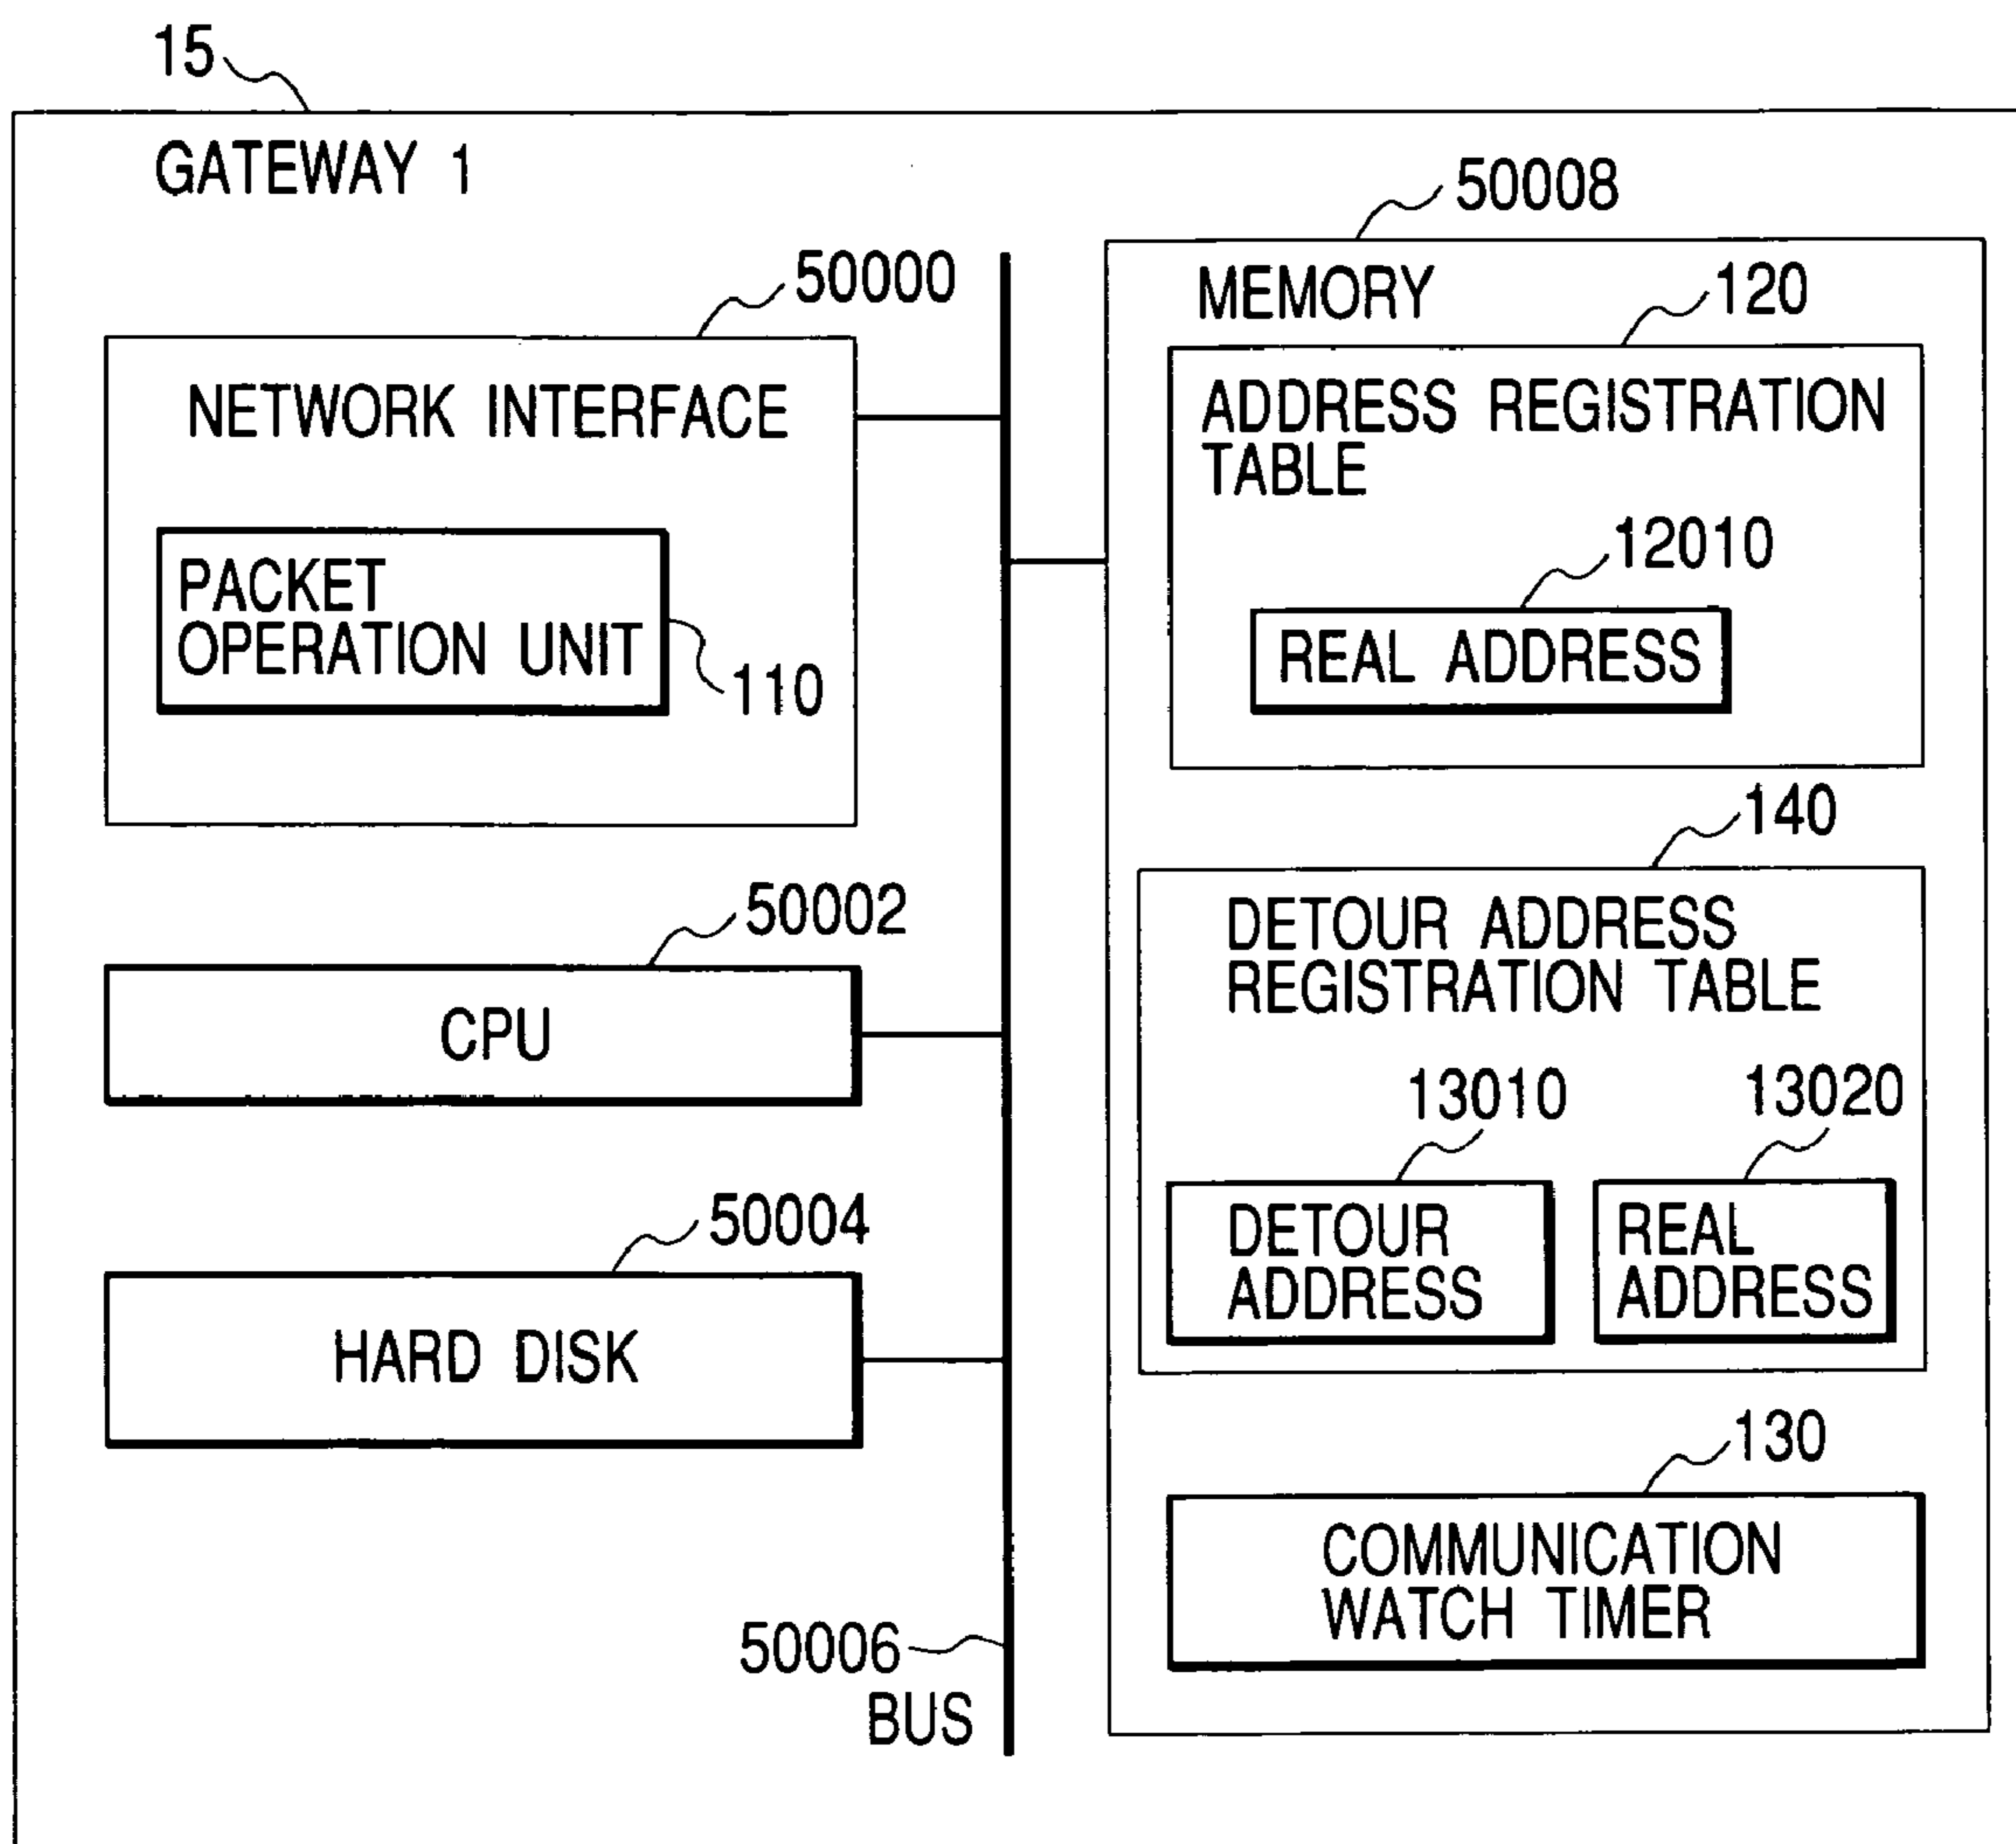 15
GATEWAY 1
50000
NETWORK INTERFACE
PACKET
OPERATION UNIT
110
50002
CPU
50004
HARD DISK
50006
BUS
50008
MEMORY
120
ADDRESS REGISTRATION
TABLE
12010
REAL ADDRESS
140
DETOUR ADDRESS
REGISTRATION TABLE
13010
DETOUR
ADDRESS
13020
REAL
ADDRESS
130
COMMUNICATION
WATCH TIMER